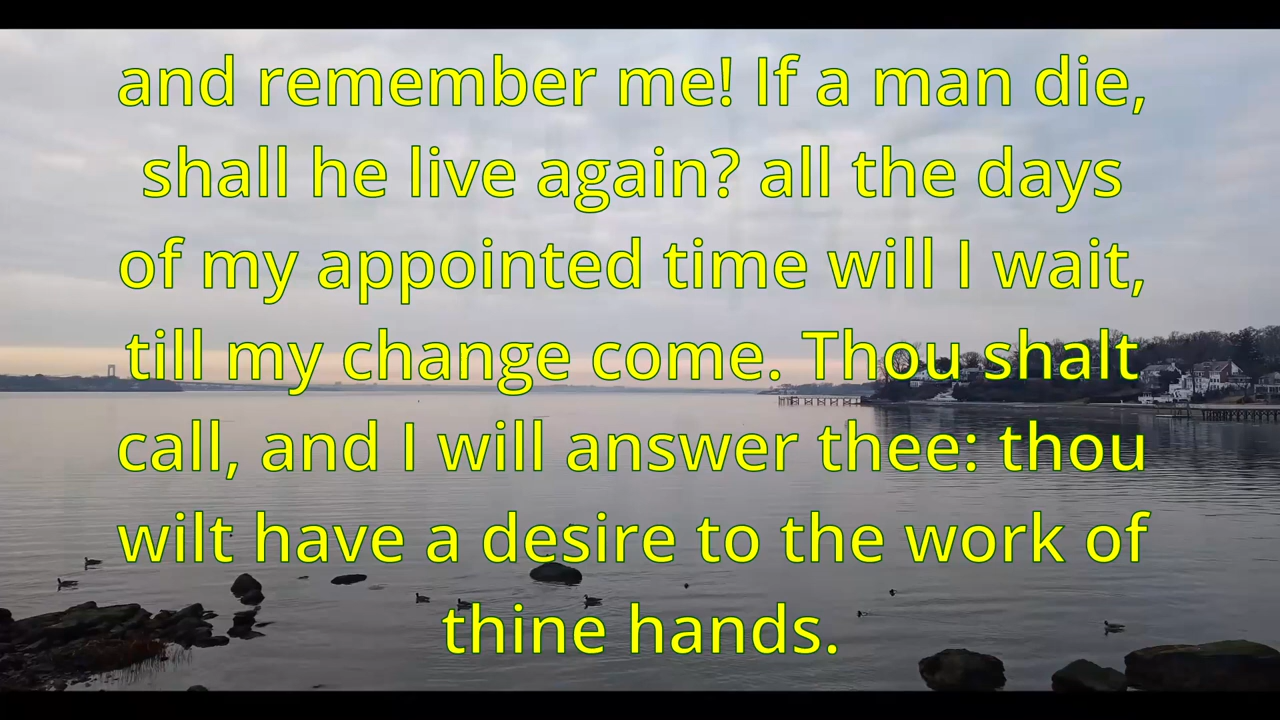 and remember me! If a man die,
shall he live again? all the days
of my appointed time will I wait,
till my change come. Thou shalt
call, and I will answer thee: thou
wilt have a desire to the work of
thine hands.